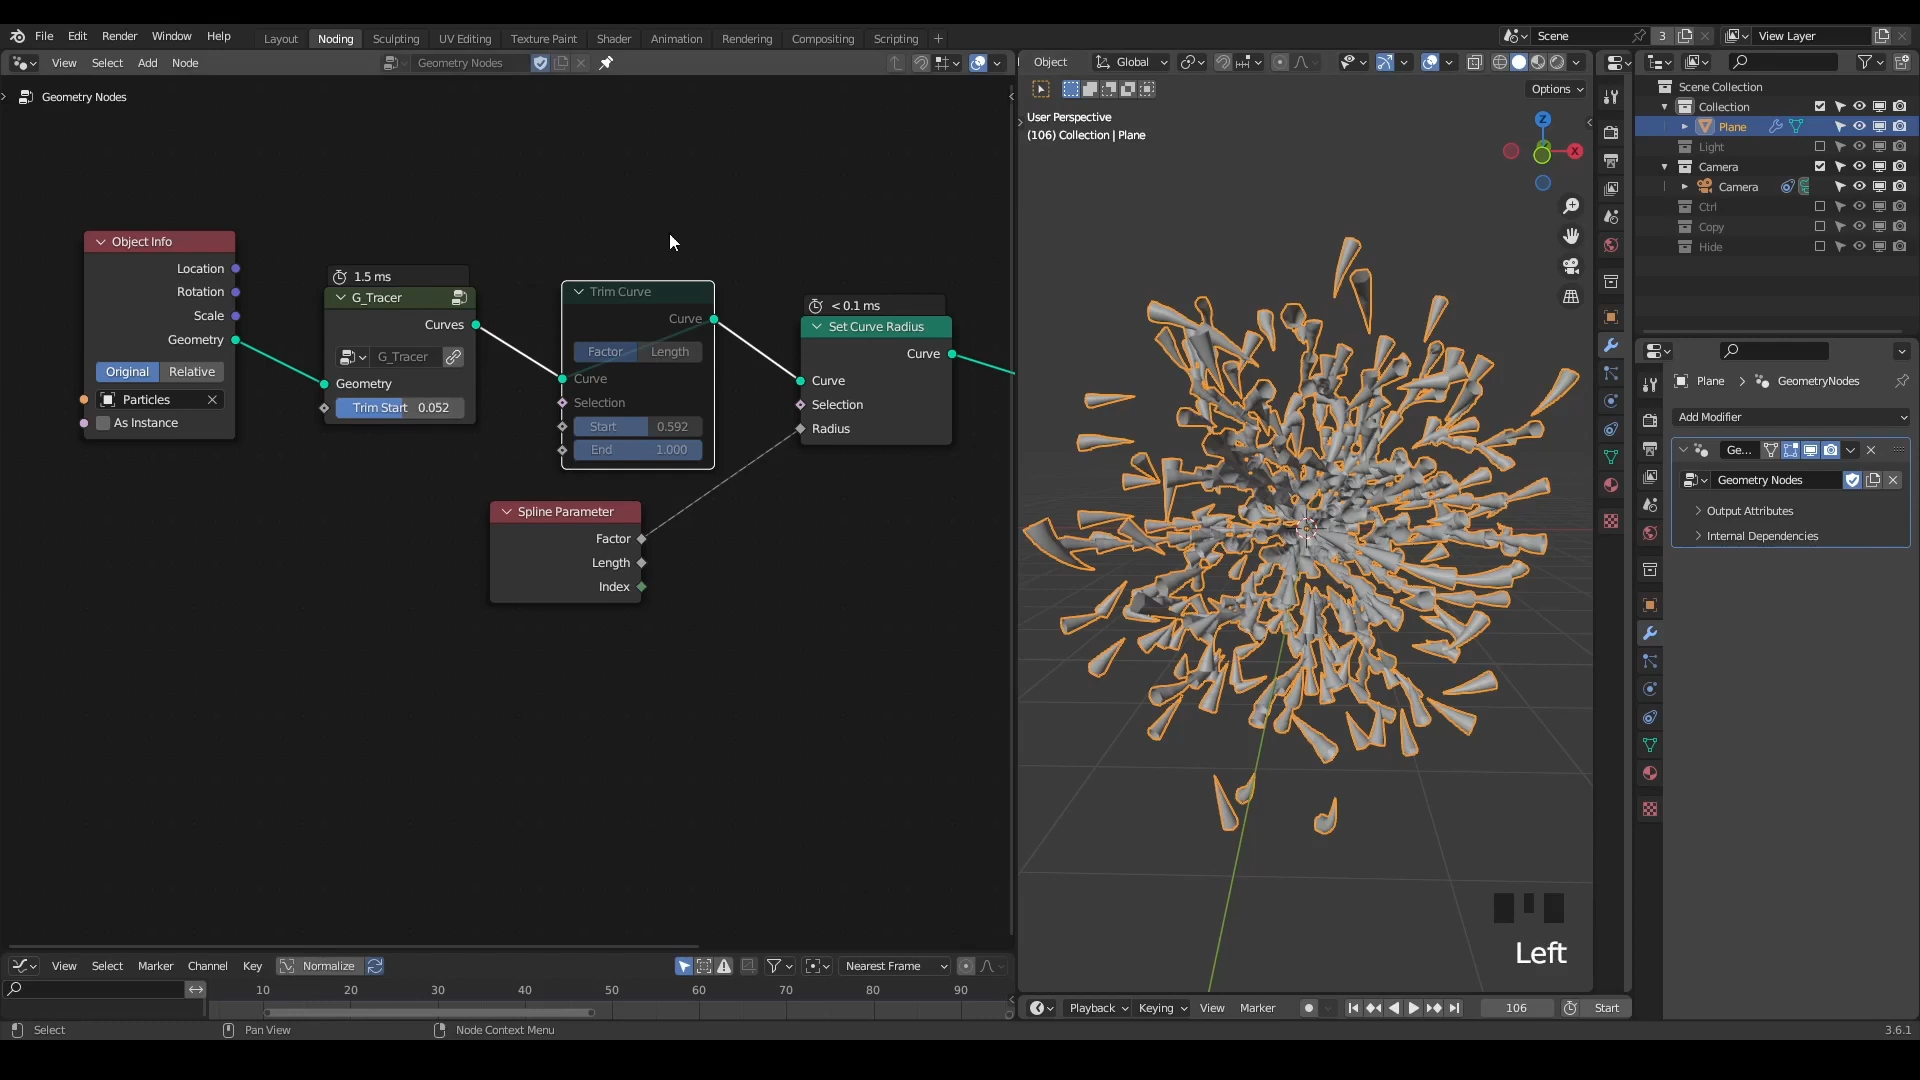 File Edit Render Window Help Layout Noding Sculpting UV Editing Texture Paint Shader Animation Rendering Compositing Scripting + Scene 3 View Layer
View Select Add Node Geometry Nodes
Object Global
Geometry Nodes
Options
User Perspective
(106) Collection | Plane
Z
X
Object Info
Location
Rotation
Scale
Geometry
Original Relative
Particles
As Instance
1.5 ms
G_Tracer
Curves
G_Tracer
Geometry
Trim Start 0.052
Trim Curve
Curve
Factor Length
Curve
Selection
Start 0.592
End 1.000
< 0.1 ms
Set Curve Radius
Curve
Curve
Selection
Radius
Spline Parameter
Factor
Length
Index
Left
Scene Collection
Collection
Plane
Light
Camera
Camera
Ctrl
Copy
Hide
Plane GeometryNodes
Add Modifier
Ge...
Geometry Nodes
Output Attributes
Internal Dependencies
View Select Marker Channel Key Normalize Nearest Frame
10 20 30 40 50 60 70 80 90
Playback Keying View Marker 106 Start
Select Pan View Node Context Menu 3.6.1